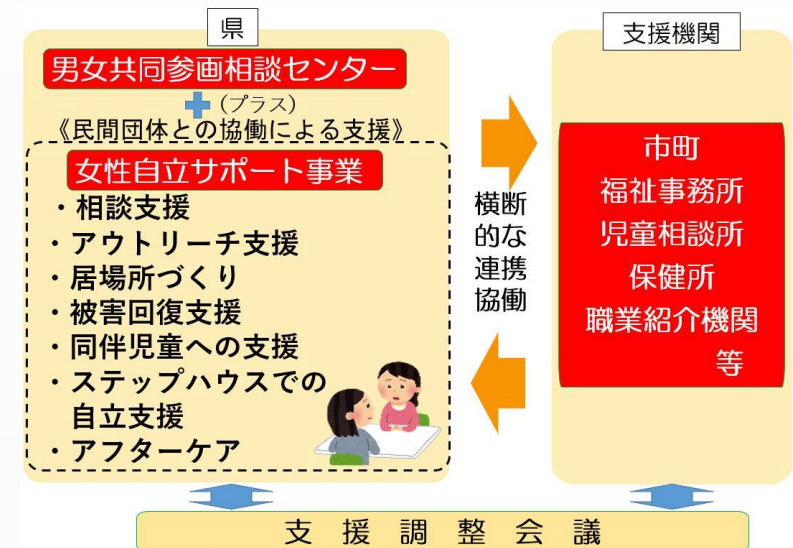 県
男女共同参画相談センター
(プラス)
《民間団体との協働による支援》
女性自立サポート事業
・相談支援
・アウトリーチ支援
・居場所づくり
・被害回復支援
・同伴児童への支援
・ステップハウスでの
自立支援
・アフターケア
横断
的な
連携
協働
支援機関
市町
福祉事務所
児童相談所
保健所
職業紹介機関
等
支援調整会議